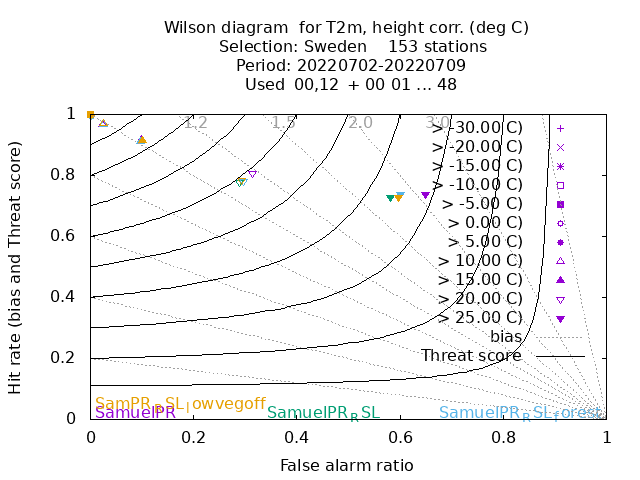 Wilson diagram  for T2m, height corr. (deg C)
Selection: Sweden    153 stations
Period: 20220702-20220709
Used  00,12  + 00 01 ... 48
Hit rate (bias and Threat score)
1
0.8
0.6
0.4
0.2
0
1.2
1.5
2.0
3.0
> -30.00 C)
> -20.00 C)
> -15.00 C)
> -10.00 C)
> -5.00 C)
> 0.00 C)
> 5.00 C)
> 10.00 C)
> 15.00 C)
> 20.00 C)
> 25.00 C)
bias
Threat score
SamPR_RSL_lowvegoff
SamuelPR
SamuelPR_RSL
SamuelPR_RSL_forest
0
0.2
0.4
0.6
0.8
1
False alarm ratio